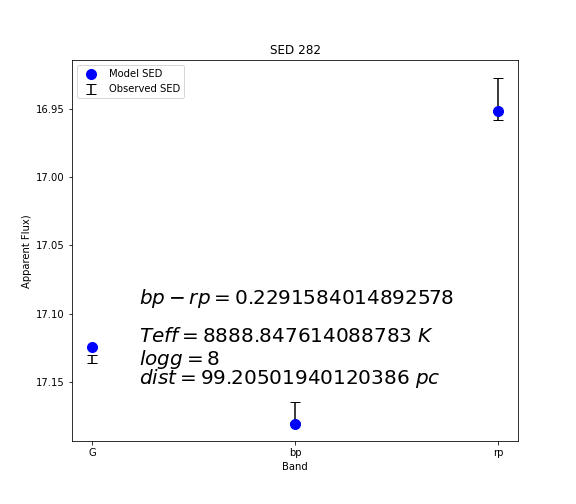 SED 282
Model SED
Observed SED
16.95
17.00
17.05
17.10
17.15
Apparent Flux)
bp − rp = 0.2291584014892578
Teff = 8888.847614088783 K
logg = 8
dist = 99.20501940120386 pc
G
bp
rp
Band